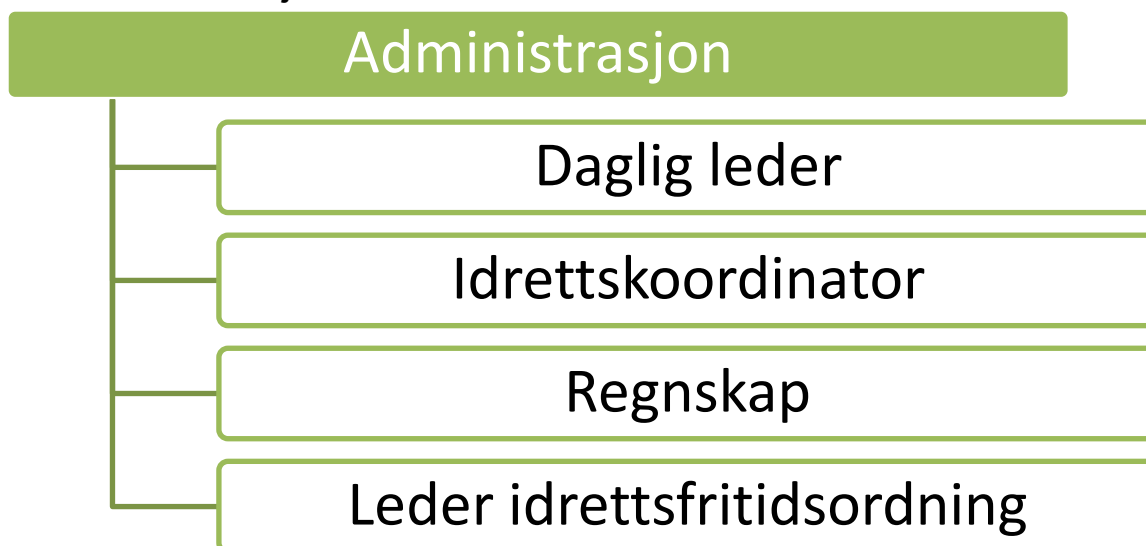 Administrasjon
Daglig leder
Idrettskoordinator
Regnskap
Leder idrettsfritidsordning